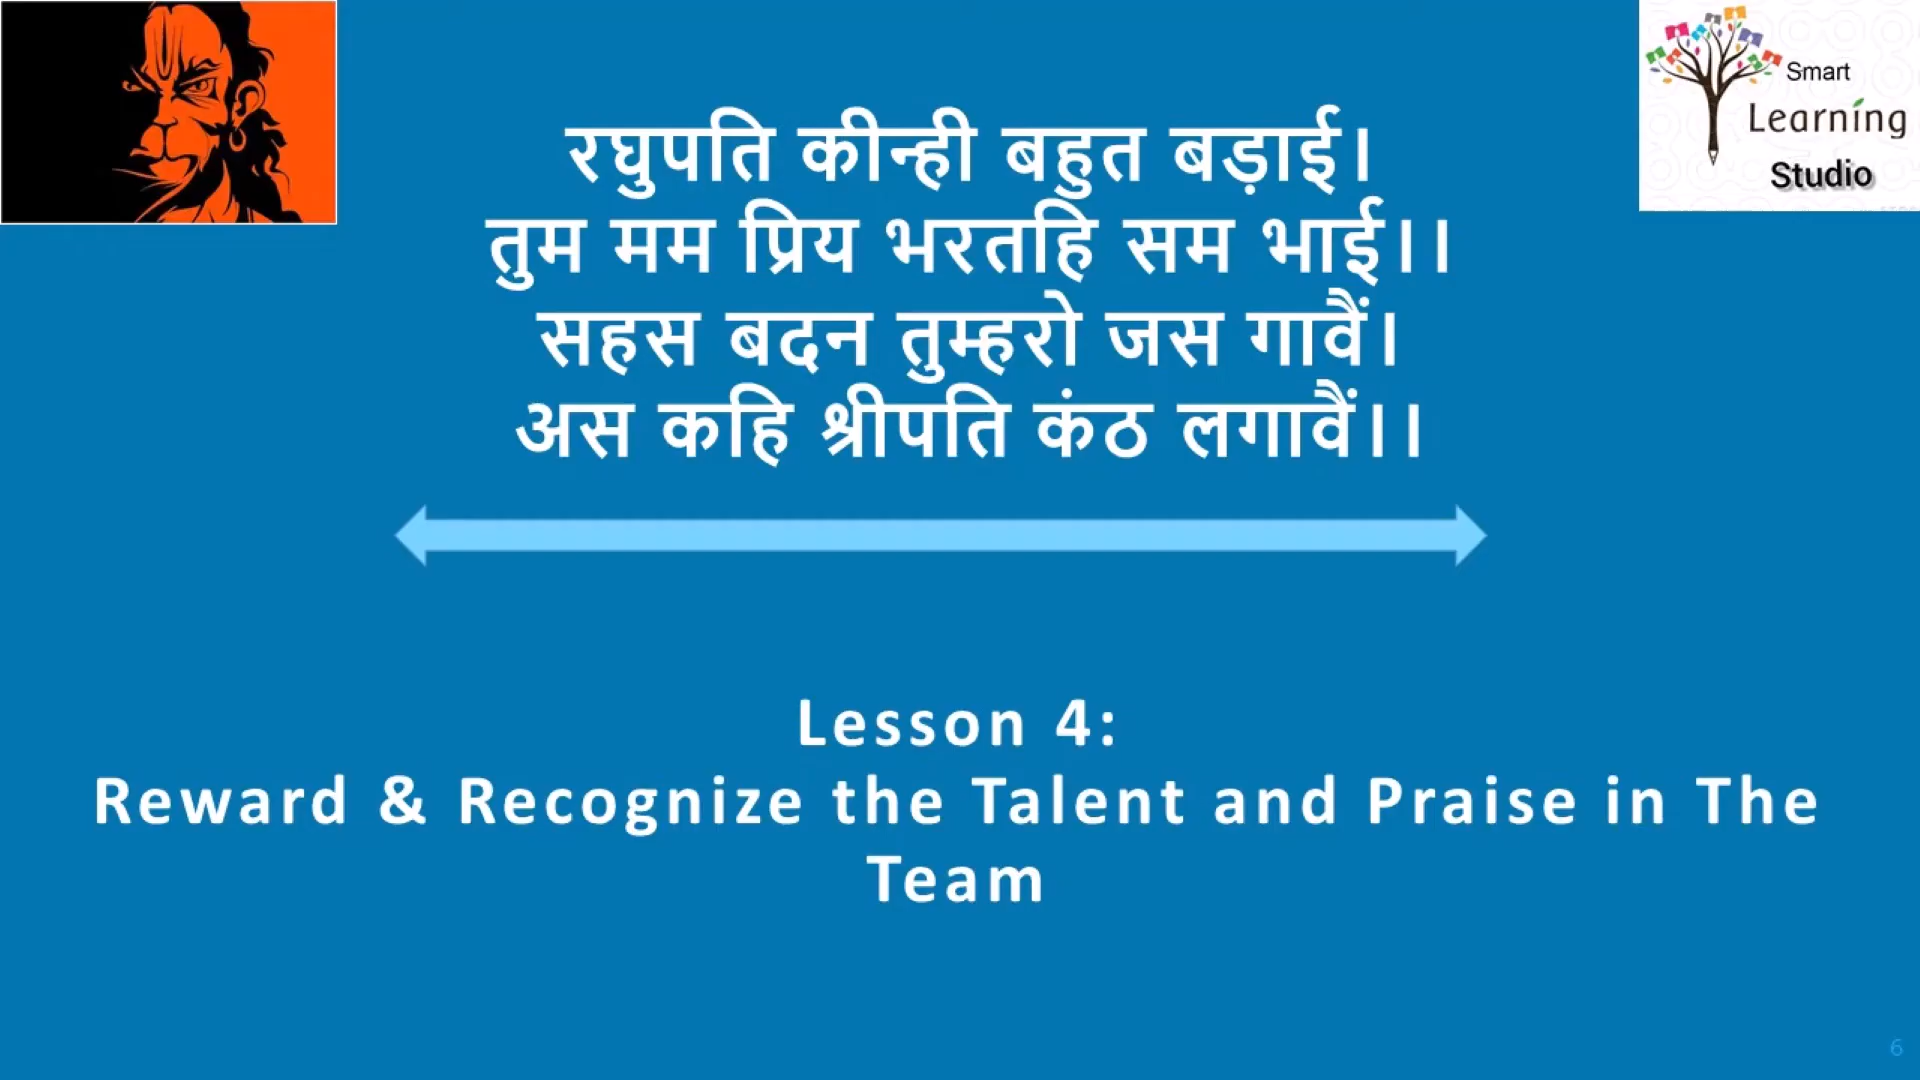 Smart
Learning
Studio
रघुपति कीन्ही बहुत बड़ाई।
तुम मम प्रिय भरतहि सम भाई।।
सहस बदन तुम्हरो जस गावैं।
अस कहि श्रीपति कंठ लगावैं।।
Lesson 4:
Reward & Recognize the Talent and Praise in The
Team
6